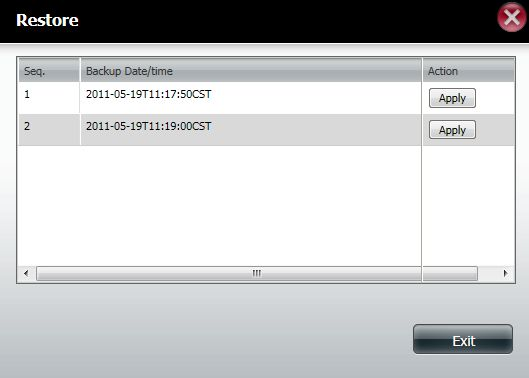 Restore
Seq. Backup Date/time Action
1 2011-05-19T11:17:50CST Apply
2 2011-05-19T11:19:00CST Apply
Exit